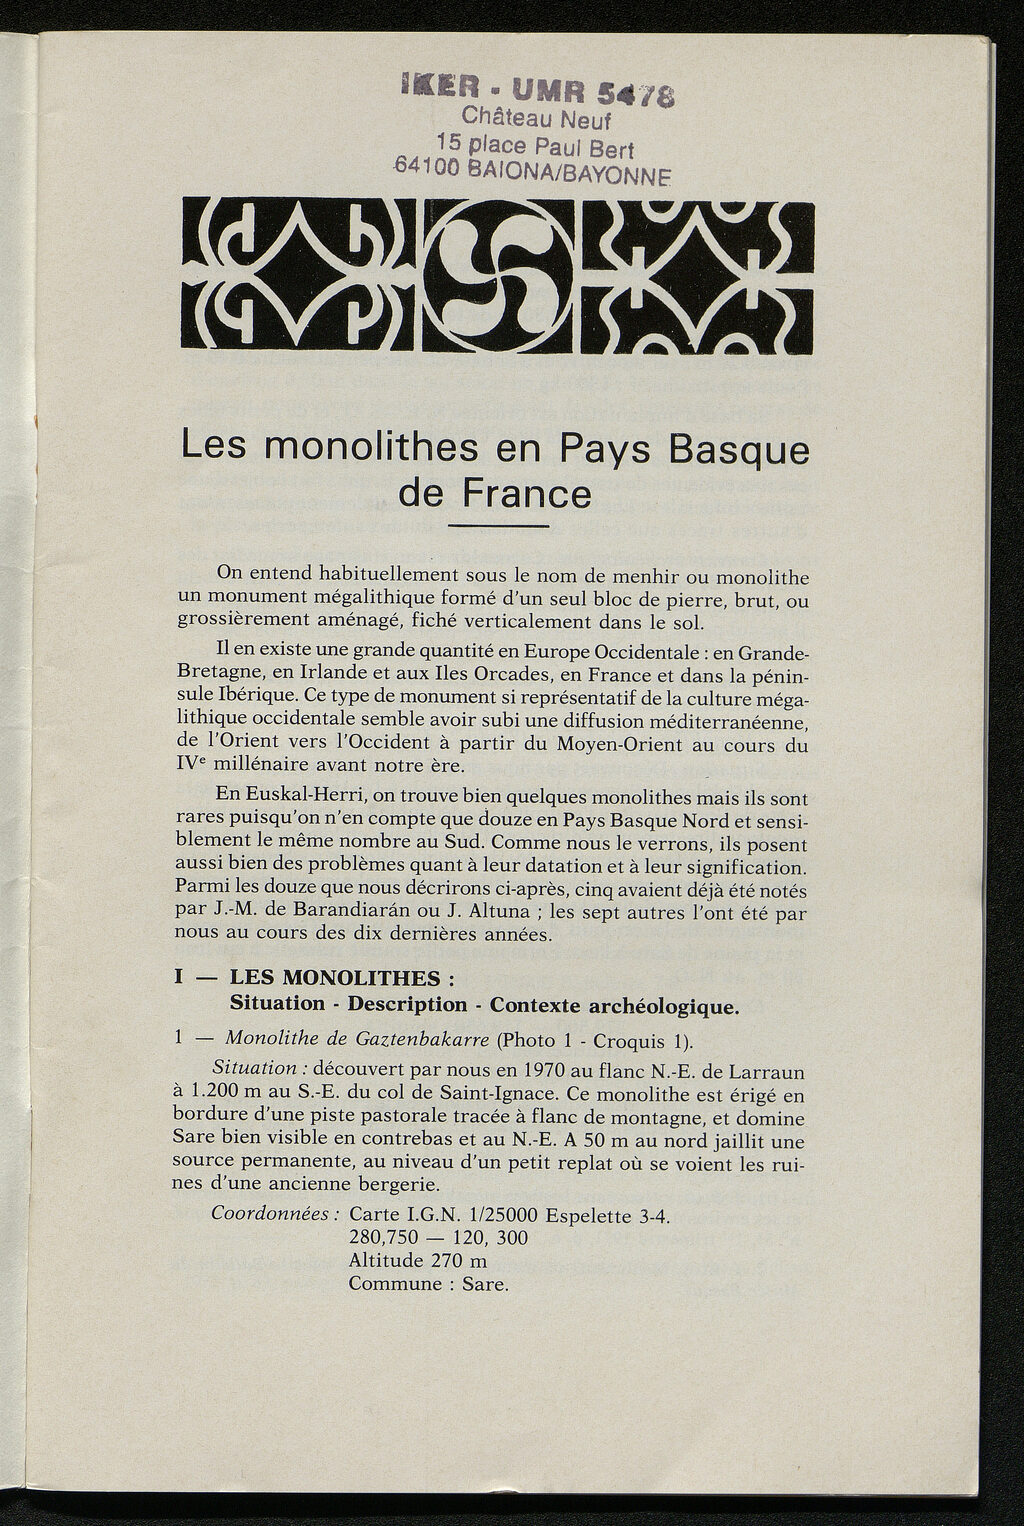 IKER - UMR 5478
Château Neuf
15 place Paul Bert
64100 BAIONA/BAYONNE
Les monolithes en Pays Basque
de France
On entend habituellement sous le nom de menhir ou monolithe
un monument mégalithique formé d'un seul bloc de pierre, brut, ou
grossièrement aménagé, fiché verticalement dans le sol.
Il en existe une grande quantité en Europe Occidentale : en Grande-
Bretagne, en Irlande et aux Iles Orcades, en France et dans la pénin-
sule Ibérique. Ce type de monument si représentatif de la culture méga-
lithique occidentale semble avoir subi une diffusion méditerranéenne,
de l'Orient vers l'Occident à partir du Moyen-Orient au cours du
IVe millénaire avant notre ère.
En Euskal-Herri, on trouve bien quelques monolithes mais ils sont
rares puisqu'on n'en compte que douze en Pays Basque Nord et sensi-
blement le même nombre au Sud. Comme nous le verrons, ils posent
aussi bien des problèmes quant à leur datation et à leur signification.
Parmi les douze que nous décrirons ci-après, cinq avaient déjà été notés
par J.-M. de Barandiarán ou J. Altuna ; les sept autres l'ont été par
nous au cours des dix dernières années.
I — LES MONOLITHES :
Situation - Description - Contexte archéologique.
1 — Monolithe de Gaztenbakarre (Photo 1 - Croquis 1).
Situation : découvert par nous en 1970 au flanc N.-E. de Larraun
à 1.200 m au S.-E. du col de Saint-Ignace. Ce monolithe est érigé en
bordure d'une piste pastorale tracée à flanc de montagne, et domine
Sare bien visible en contrebas et au N.-E. A 50 m au nord jaillit une
source permanente, au niveau d'un petit replat où se voient les rui-
nes d'une ancienne bergerie.
Coordonnées : Carte I.G.N. 1/25000 Espelette 3-4.
280,750 — 120, 300
Altitude 270 m
Commune : Sare.